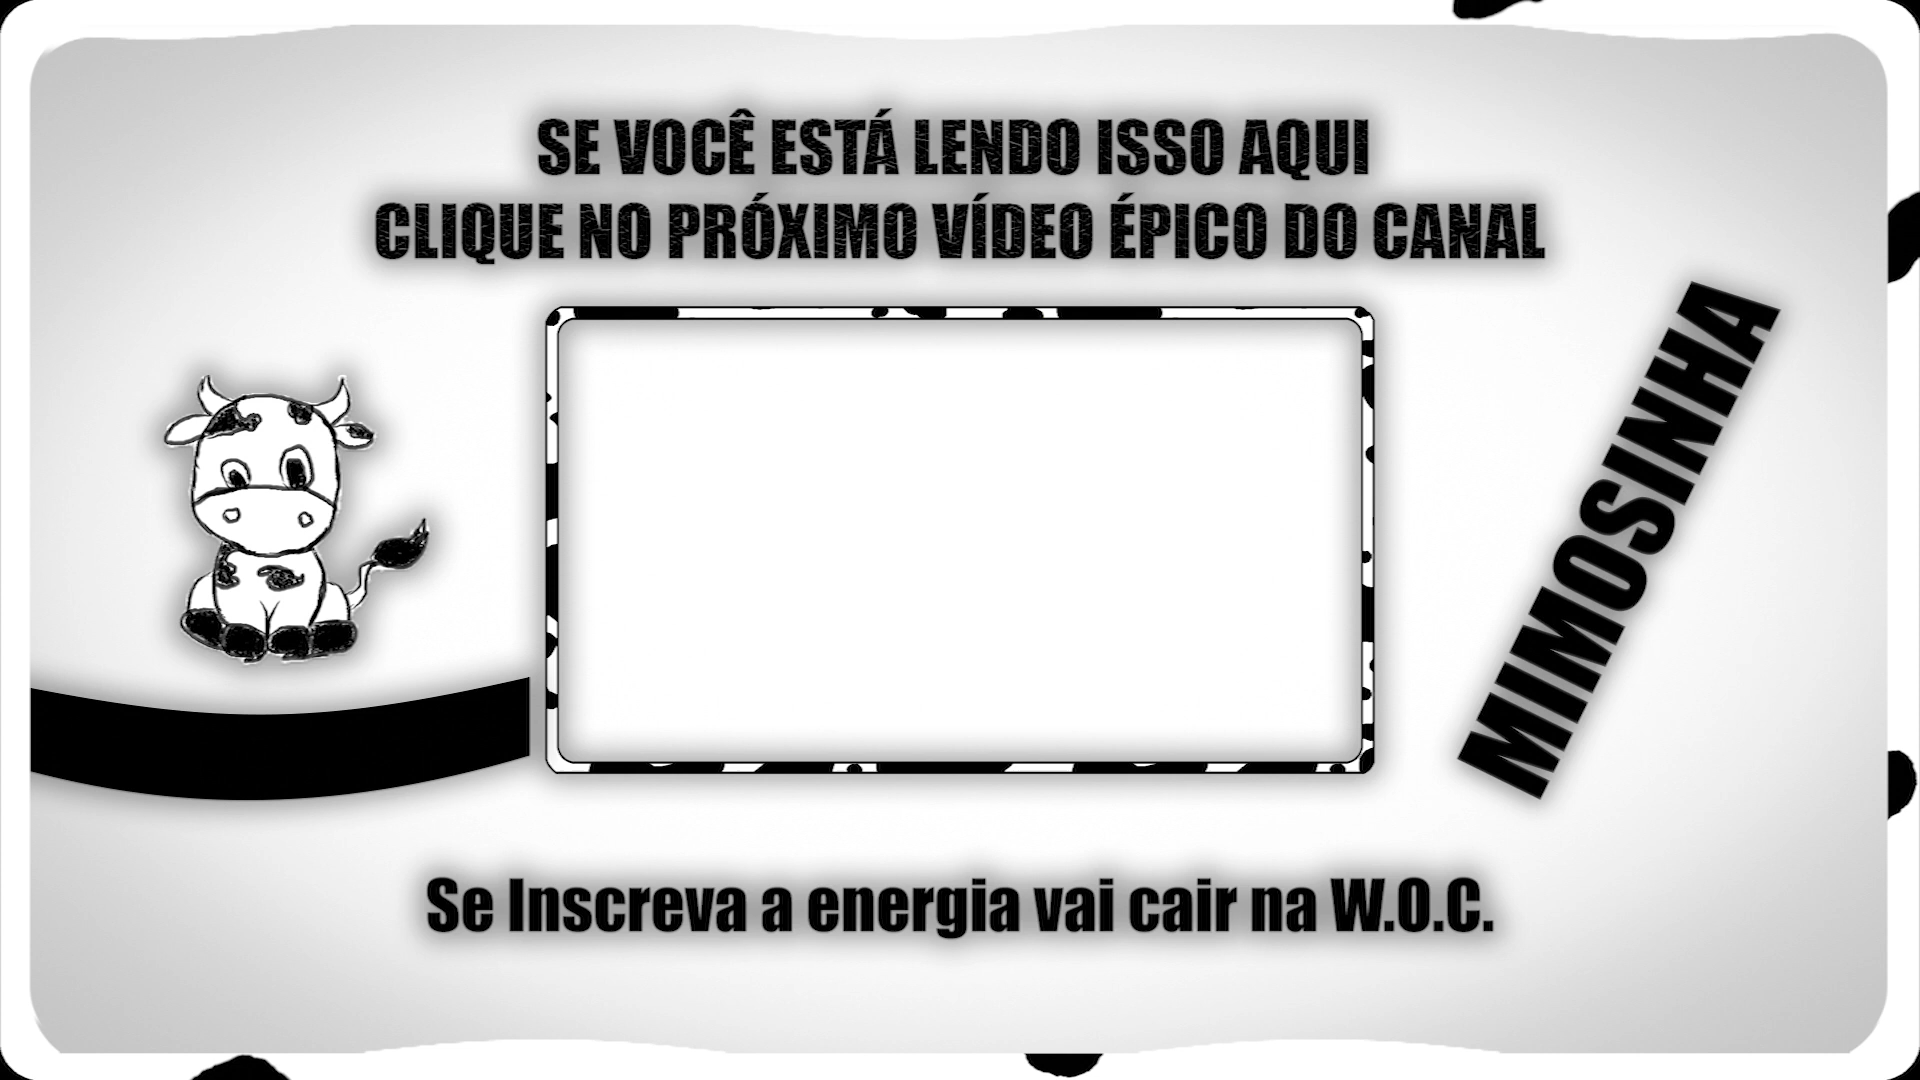 SE VOCÊ ESTÁ LENDO ISSO AQUI
CLIQUE NO PRÓXIMO VÍDEO ÉPICO DO CANAL
MIMOSINHA
Se Inscreva a energia vai cair na W.O.C.